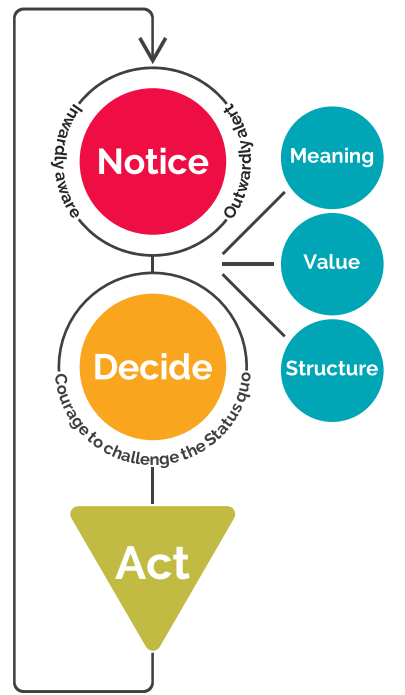 Inwardly aware
Notice
Outwardly alert
Meaning
Value
Structure
Decide
Courage to challenge the Status quo
Act